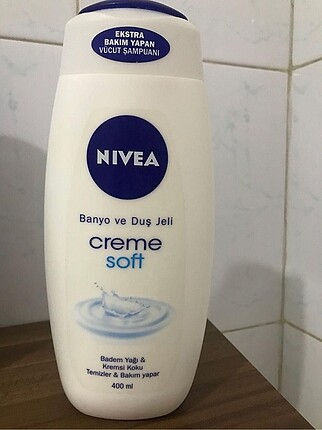 EKSTRA
BAKIM YAPAN
VÜCUT ŞAMPUANI
NIVEA
Banyo ve Duş Jeli
creme
soft
Badem Yağı &
Kremsi Koku
Temizler & Bakım yapar
400 ml